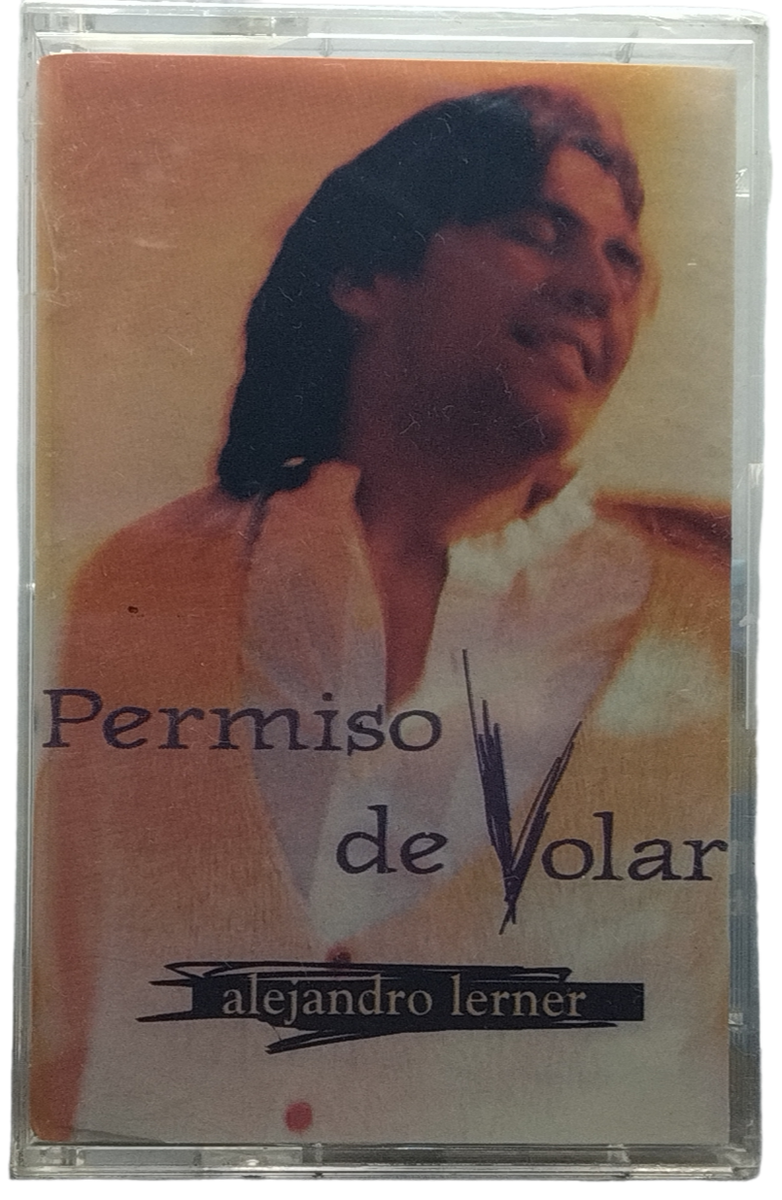 Permiso
de Volar
alejandro lerner